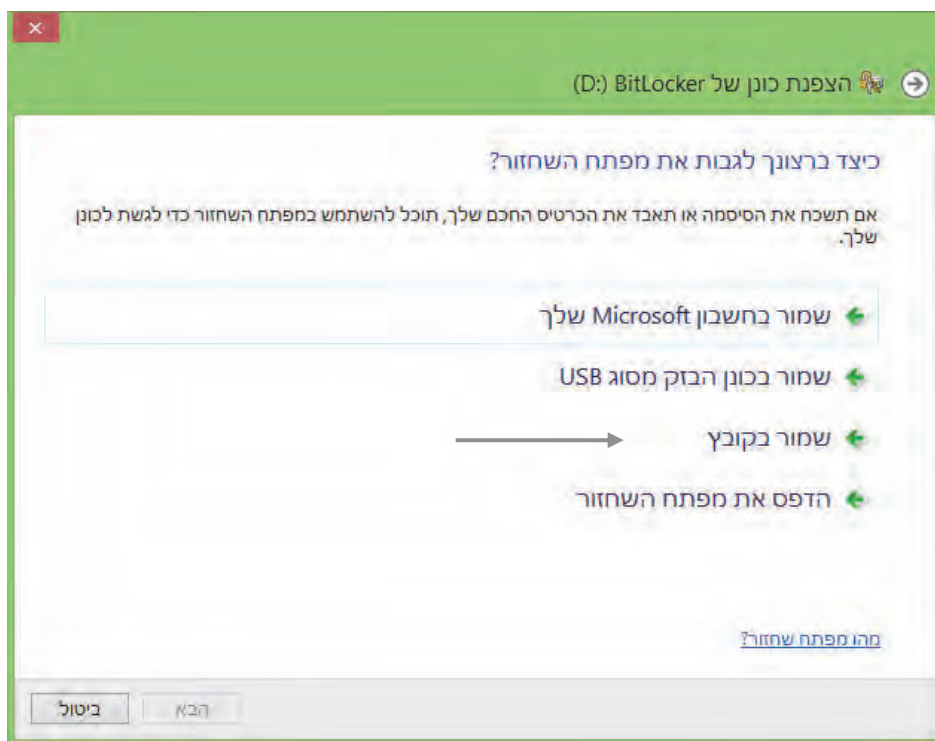 הצפנת כונן של BitLocker (D:)
כיצד ברצונך לגבות את מפתח השחזור?
אם תשכח את הסיסמה או תאבד את הכרטיס החכם שלך, תוכל להשתמש במפתח השחזור כדי לגשת לכונן
שלך.
שמור בחשבון Microsoft שלך
שמור בכונן הבזק מסוג USB
שמור בקובץ
הדפס את מפתח השחזור
מהו מפתח שחזור?
הבא ביטול